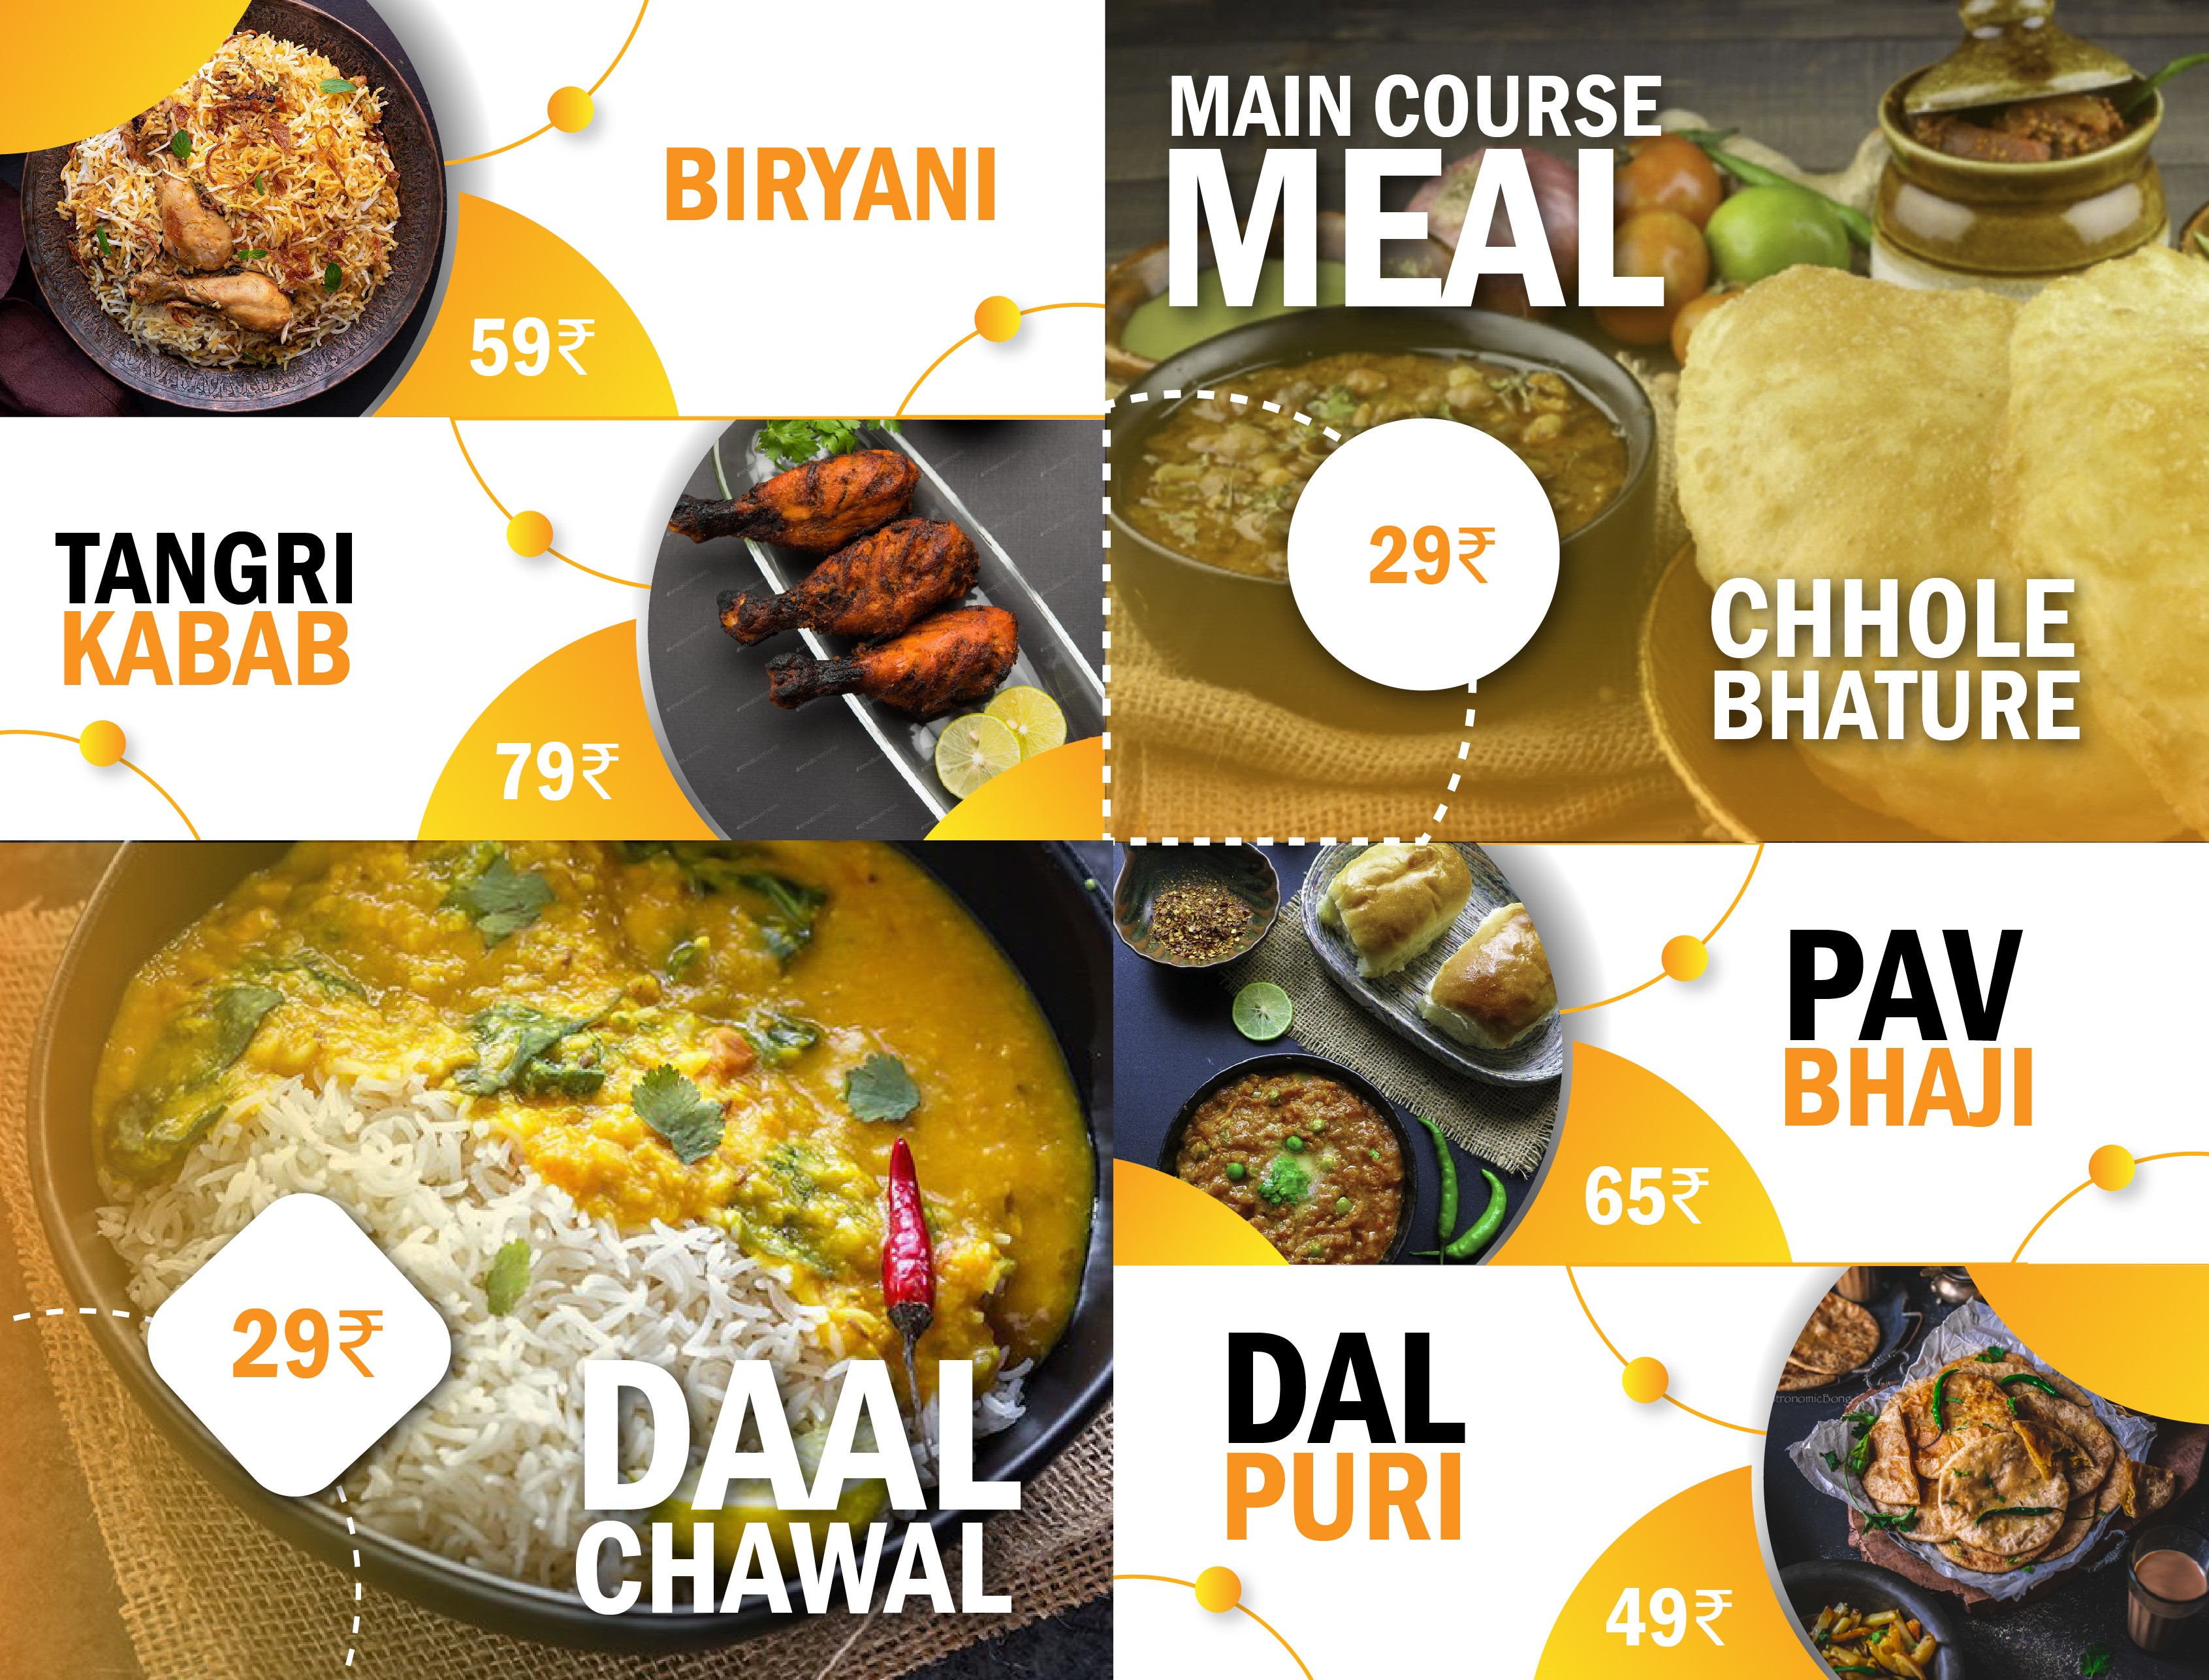 BIRYANI
59₹
MAIN COURSE
MEAL
29₹
CHHOLE
BHATURE
TANGRI
KABAB
79₹
29₹
DAAL
CHAWAL
PAV
BHAJI
65₹
DAL
PURI
49₹